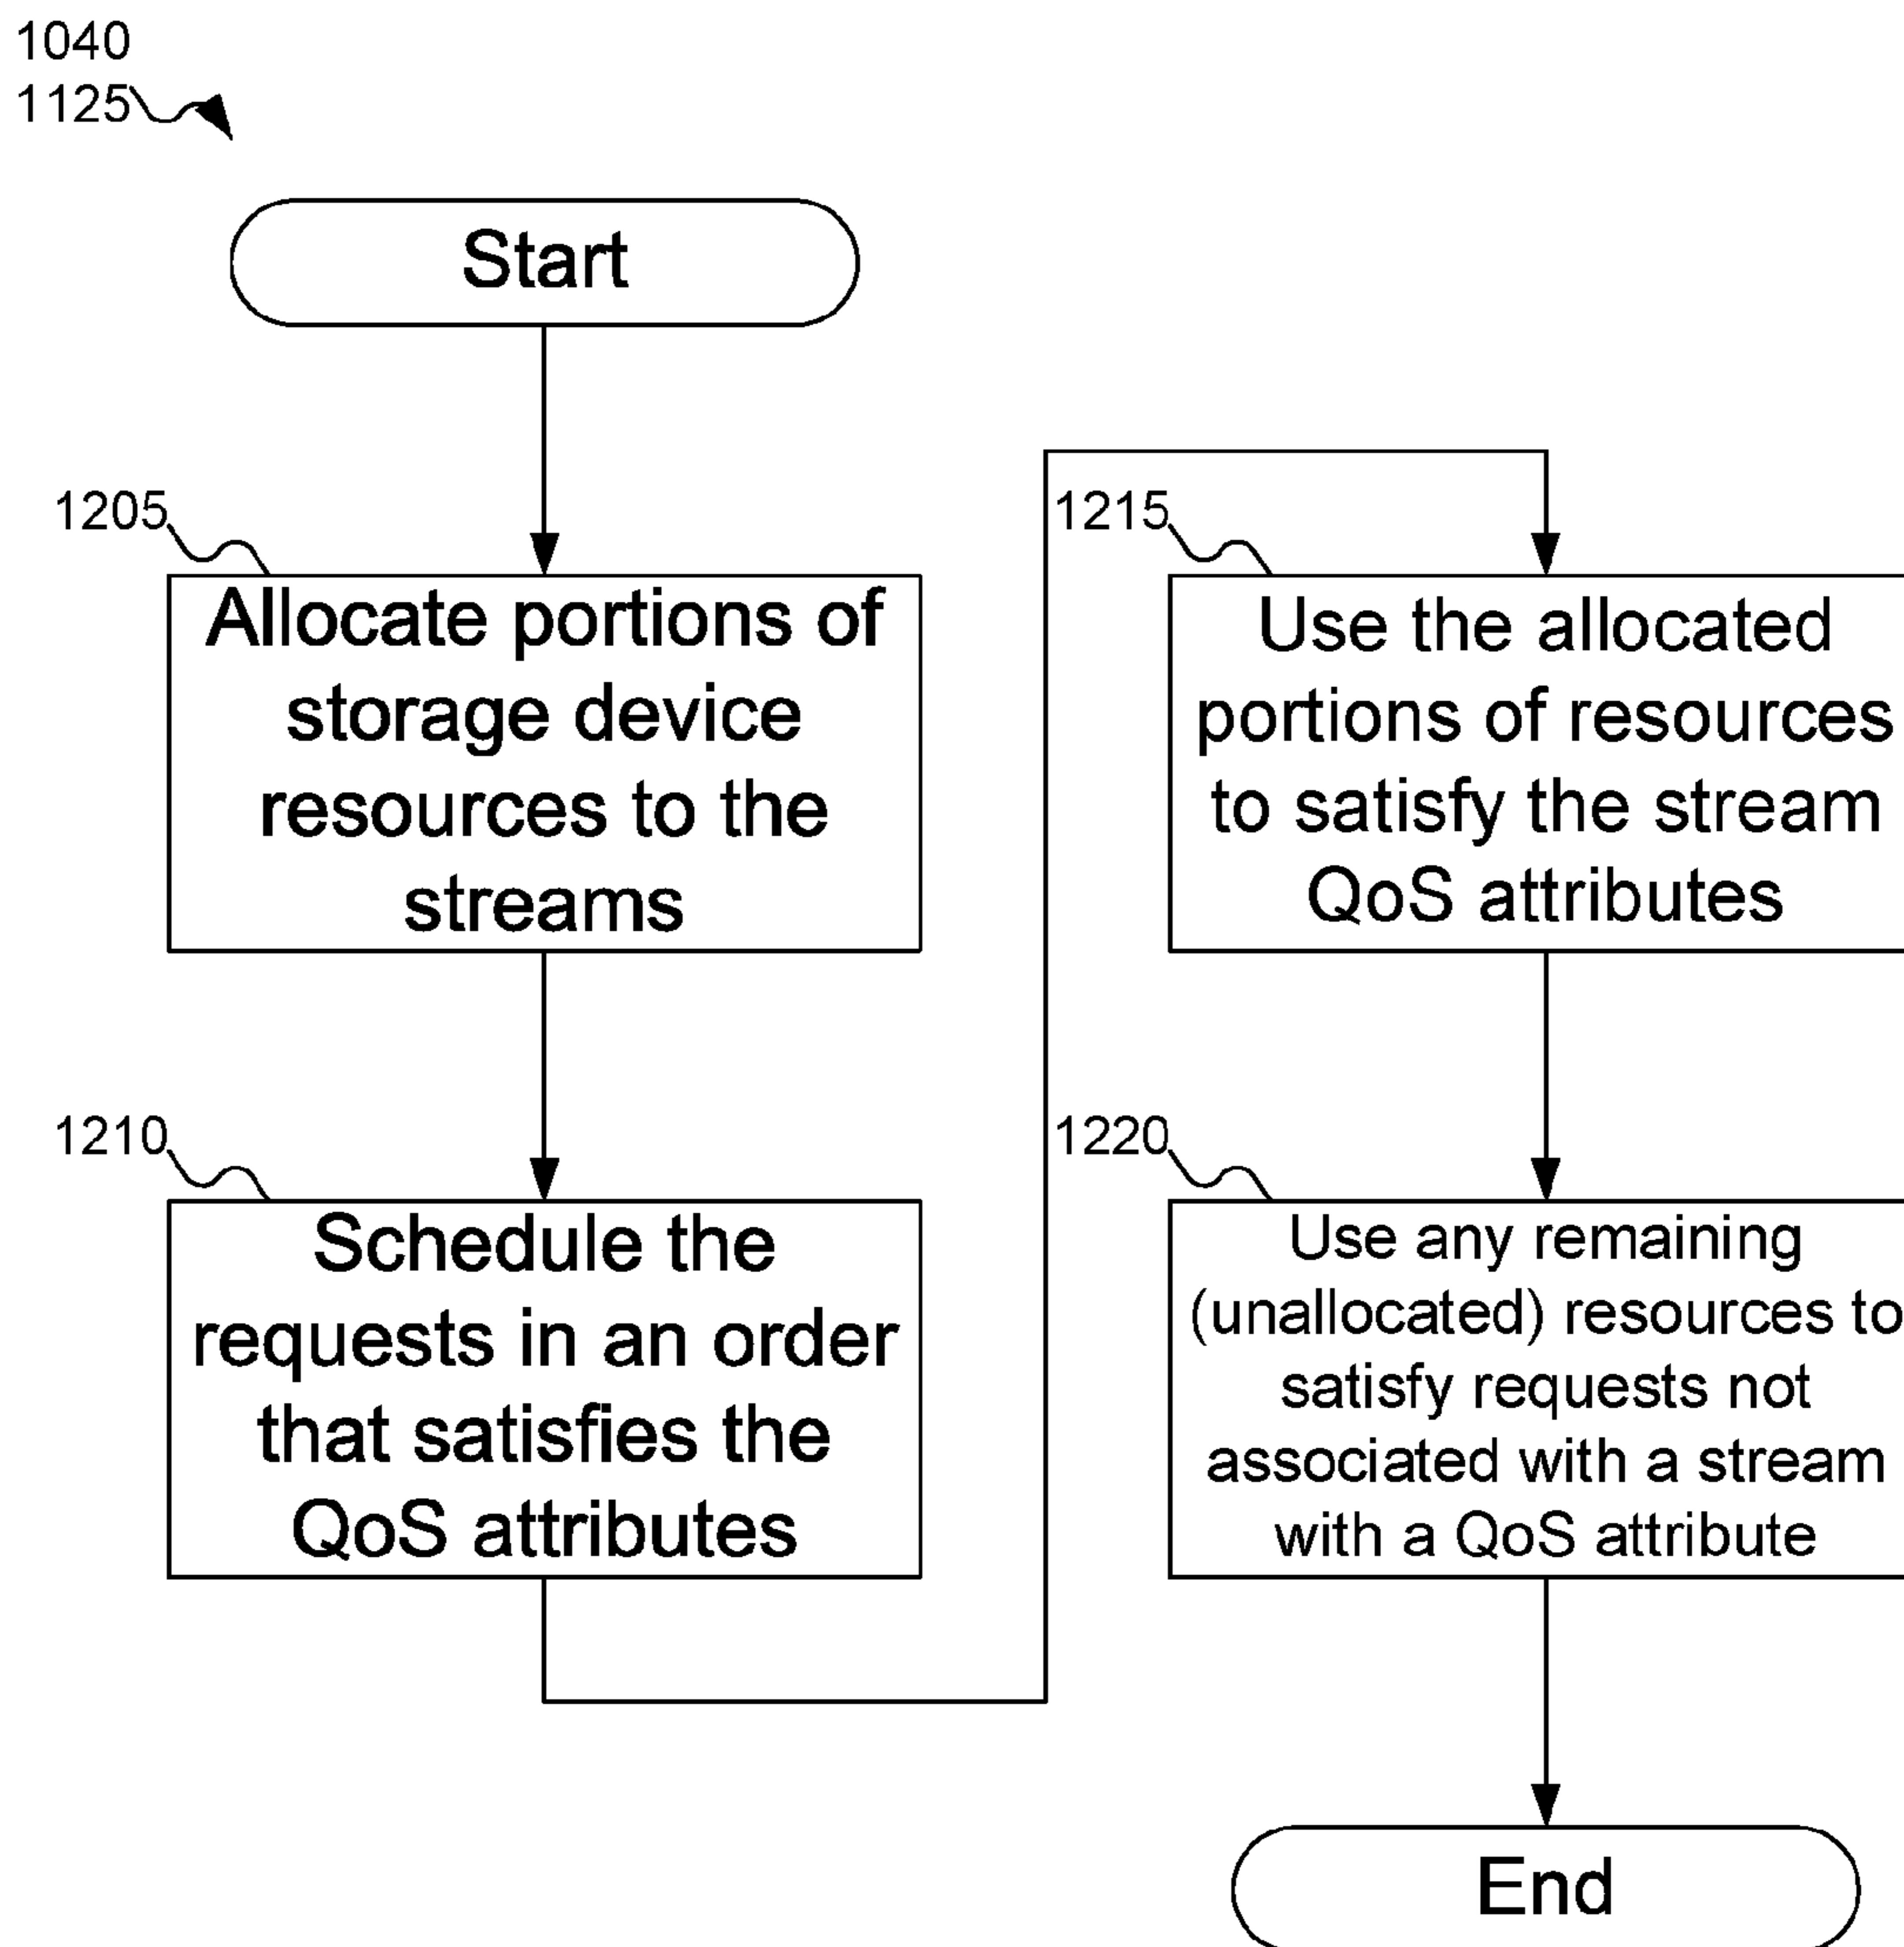 1040
1125
Start
1205
Allocate portions of
storage device
resources to the
streams
1210
Schedule the
requests in an order
that satisfies the
QoS attributes
1215
Use the allocated
portions of resources
to satisfy the stream
QoS attributes
1220
Use any remaining
(unallocated) resources to
satisfy requests not
associated with a stream
with a QoS attribute
End